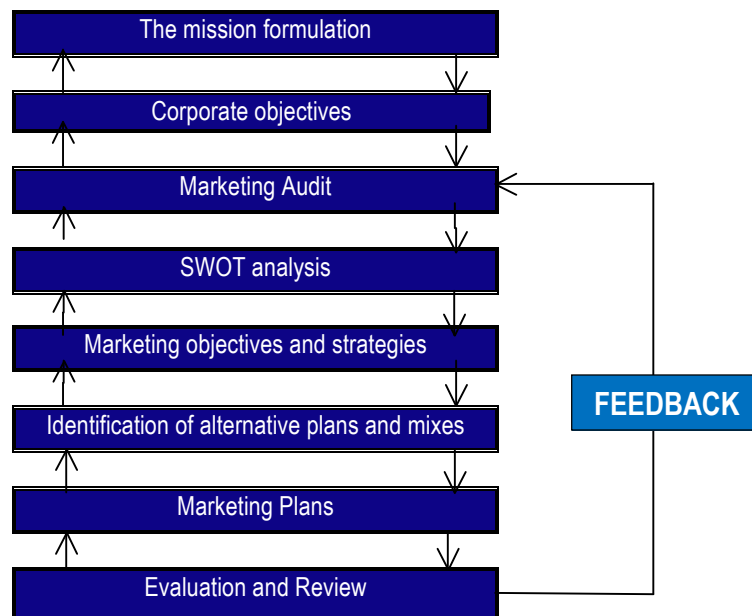 The mission formulation
Corporate objectives
Marketing Audit
SWOT analysis
Marketing objectives and strategies
FEEDBACK
Identification of alternative plans and mixes
Marketing Plans
Evaluation and Review